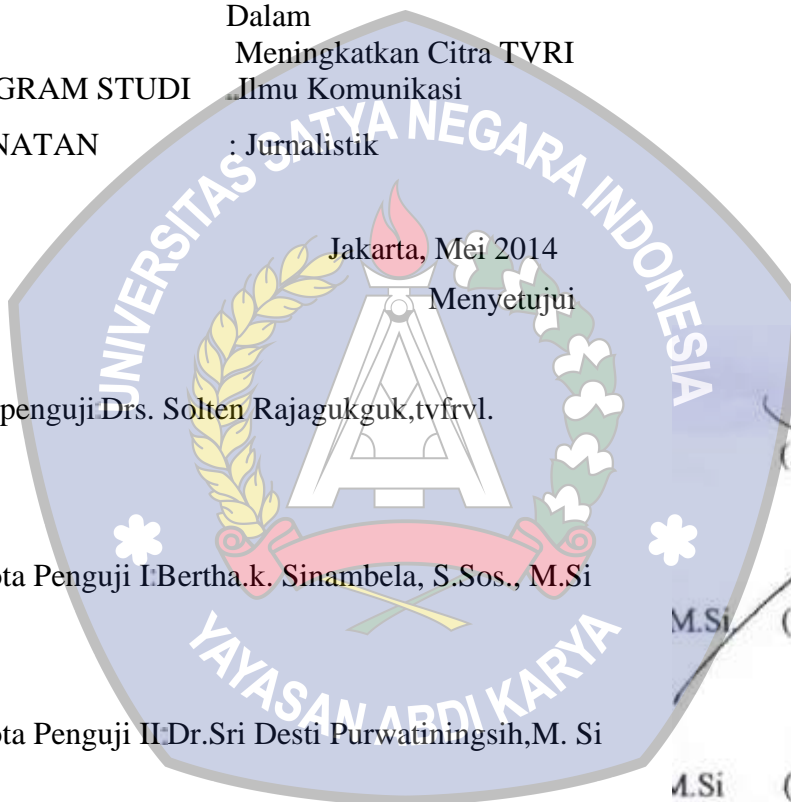 Dalam
Meningkatkan Citra TVRI
GRAM STUDI : Ilmu Komunikasi
NATAN : Jurnalistik
UNIVERSITAS SATYA NEGARA INDONESIA
Jakarta, Mei 2014
Menyetujui
penguji Drs. Solten Rajagukguk,tvfrvl.
(
ota Penguji I:Bertha.k. Sinambela, S.Sos., M.Si
M.Si, (
YAYASAN ABDI KARYA
ota Penguji II:Dr.Sri Desti Purwatiningsih,M. Si
M.Si (